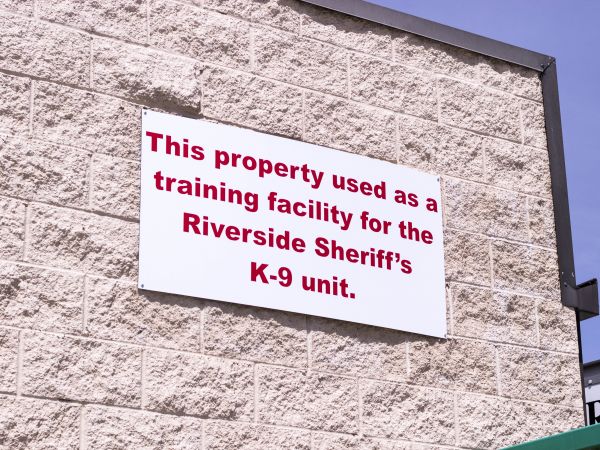 This property used as a
training facility for the
Riverside Sheriff's
K-9 unit.